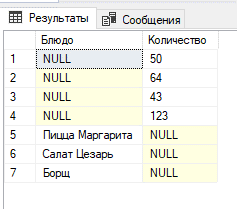 Результаты Сообщения
Блюдо Количество
1 NULL 50
2 NULL 64
3 NULL 43
4 NULL 123
5 Пицца Маргарита NULL
6 Салат Цезарь NULL
7 Борщ NULL